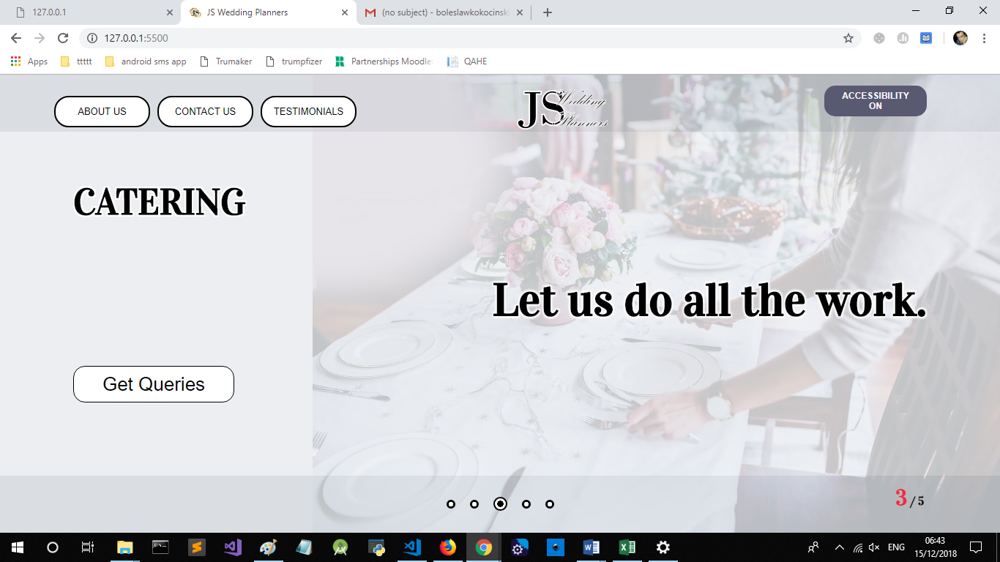 127.0.0.1
JS Wedding Planners
(no subject) - boleslawkokocinski
127.0.0.1:5500
Apps
ttttt
android sms app
Trumaker
trumpfizer
Partnerships Moodle
QAHE
ABOUT US
CONTACT US
TESTIMONIALS
JS Wedding
Planners
ACCESSIBILITY
ON
CATERING
Let us do all the work.
Get Queries
3 / 5
ENG
06:43
15/12/2018